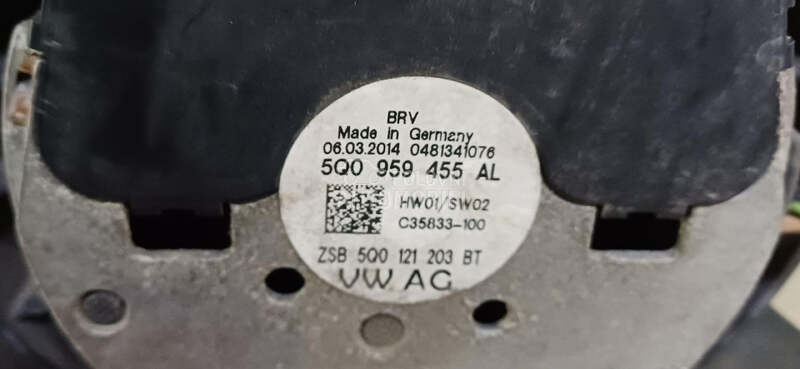 BRV
Made in Germany
06.03.2014 0481341076
5Q0 959 455 AL
HW01/SW02
C35833-100
ZSB 5Q0 121 203 BT
VW AG